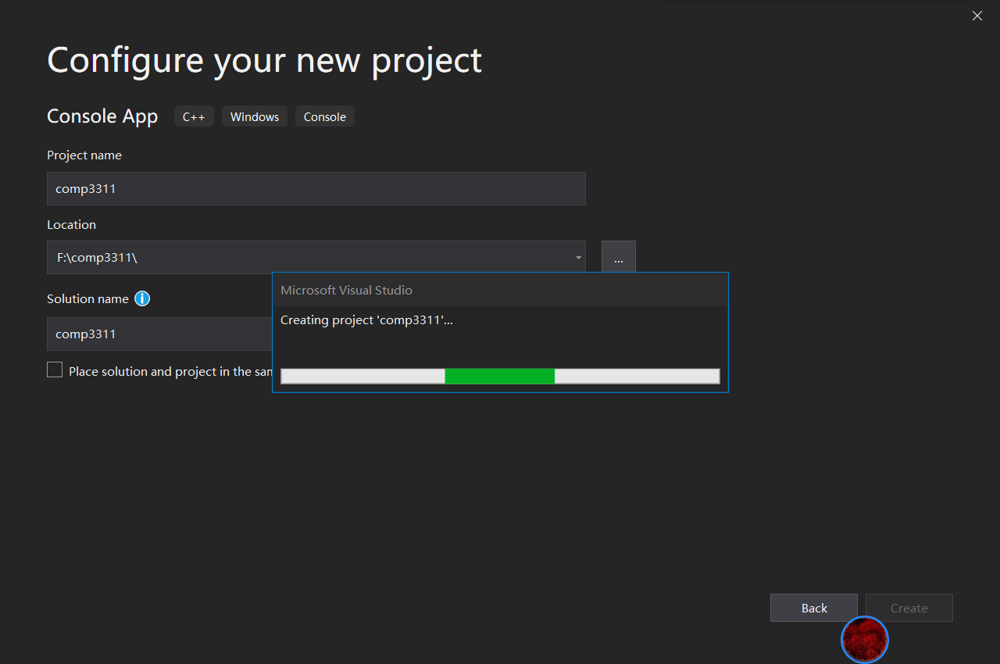 Configure your new project
Console App C++ Windows Console
Project name
comp3311
Location
F:\comp3311\ ...
Solution name
comp3311
Place solution and project in the
Microsoft Visual Studio
Creating project 'comp3311'...
Back Create